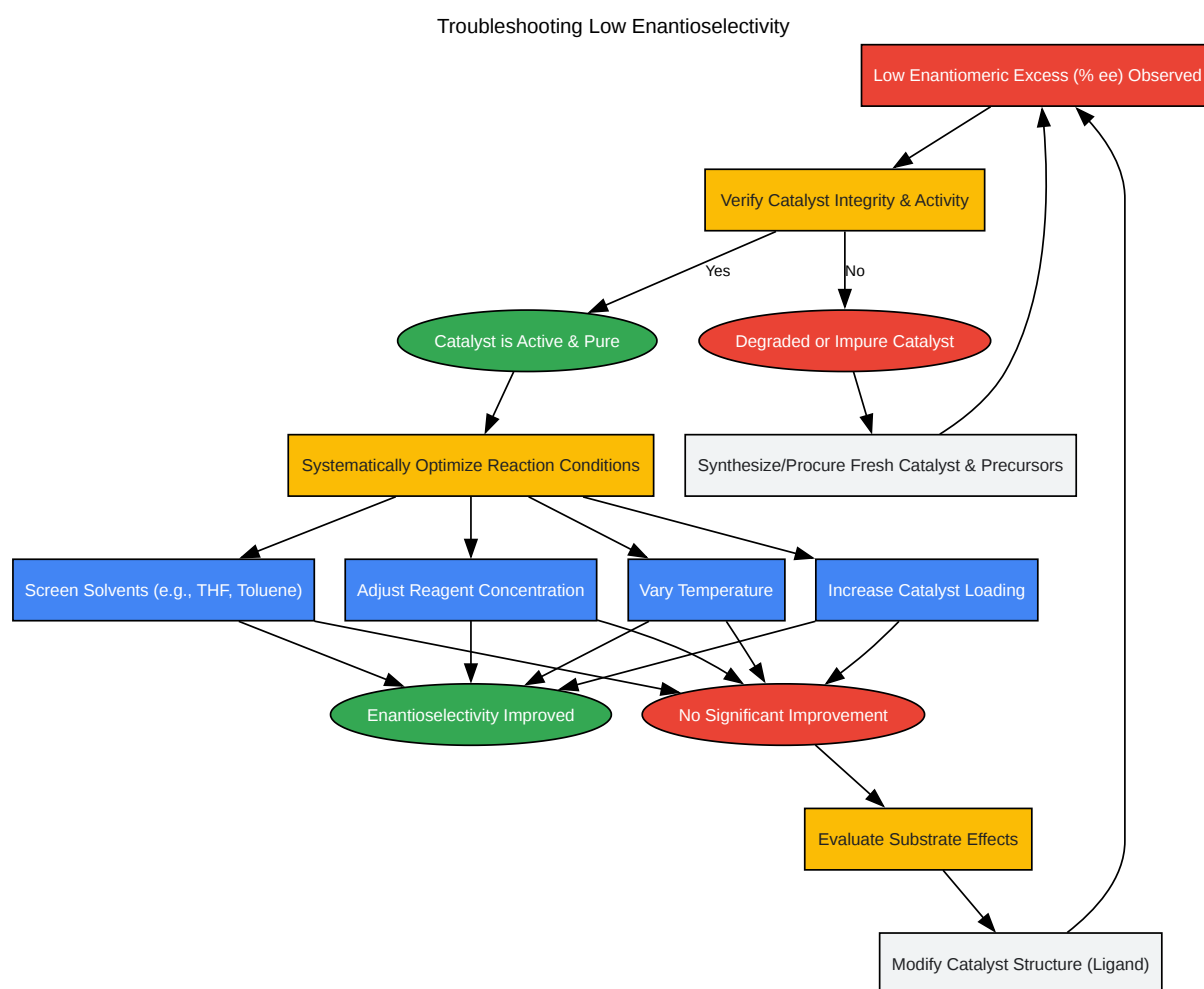 Troubleshooting Low Enantioselectivity
Low Enantiomeric Excess (% ee) Observed
Verify Catalyst Integrity & Activity
Yes
No
Catalyst is Active & Pure
Degraded or Impure Catalyst
Systematically Optimize Reaction Conditions
Synthesize/Procure Fresh Catalyst & Precursors
Screen Solvents (e.g., THF, Toluene)
Adjust Reagent Concentration
Vary Temperature
Increase Catalyst Loading
Enantioselectivity Improved
No Significant Improvement
Evaluate Substrate Effects
Modify Catalyst Structure (Ligand)